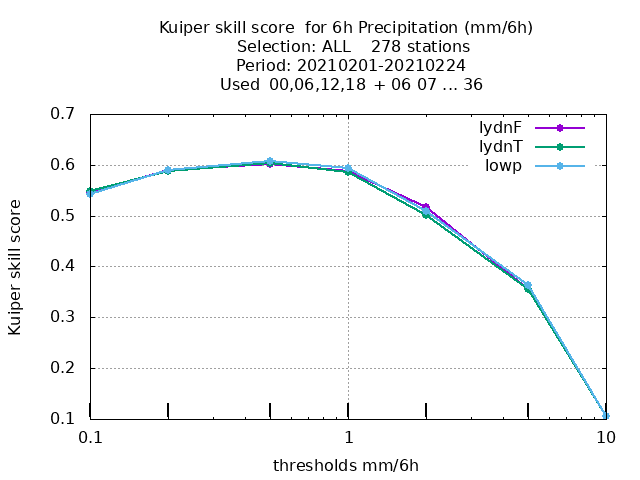 Kuiper skill score for 6h Precipitation (mm/6h)
Selection: ALL 278 stations
Period: 20210201-20210224
Used 00,06,12,18 + 06 07 ... 36
lydnF
lydnT
lowp
0.7
0.6
0.5
0.4
0.3
0.2
0.1
Kuiper skill score
0.1 1 10
thresholds mm/6h